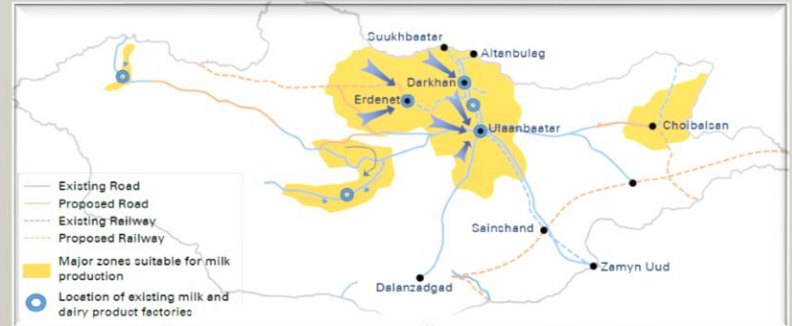 Suukhbaatar
Altanbulag
Darkhan
Erdenet
Ulaanbaatar
Choibalsan
Existing Road
Proposed Road
Existing Railway
Proposed Railway
Major zones suitable for milk
production
Location of existing milk and
dairy product factories
Sainshand
Zamyn Uud
Dalanzadgad